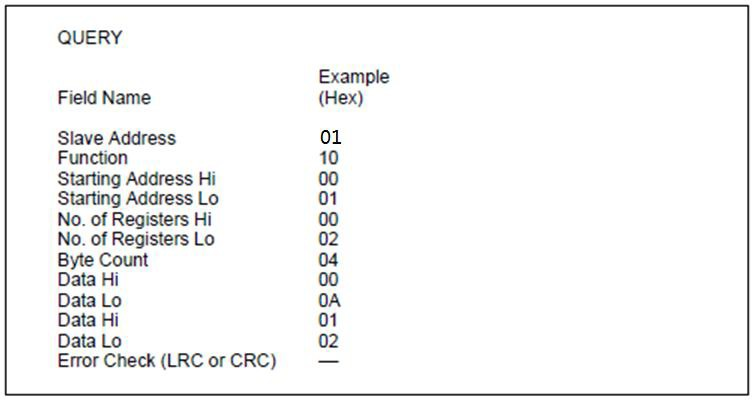 QUERY
Example
Field Name (Hex)
Slave Address 01
Function 10
Starting Address Hi 00
Starting Address Lo 01
No. of Registers Hi 00
No. of Registers Lo 02
Byte Count 04
Data Hi 00
Data Lo 0A
Data Hi 01
Data Lo 02
Error Check (LRC or CRC) —